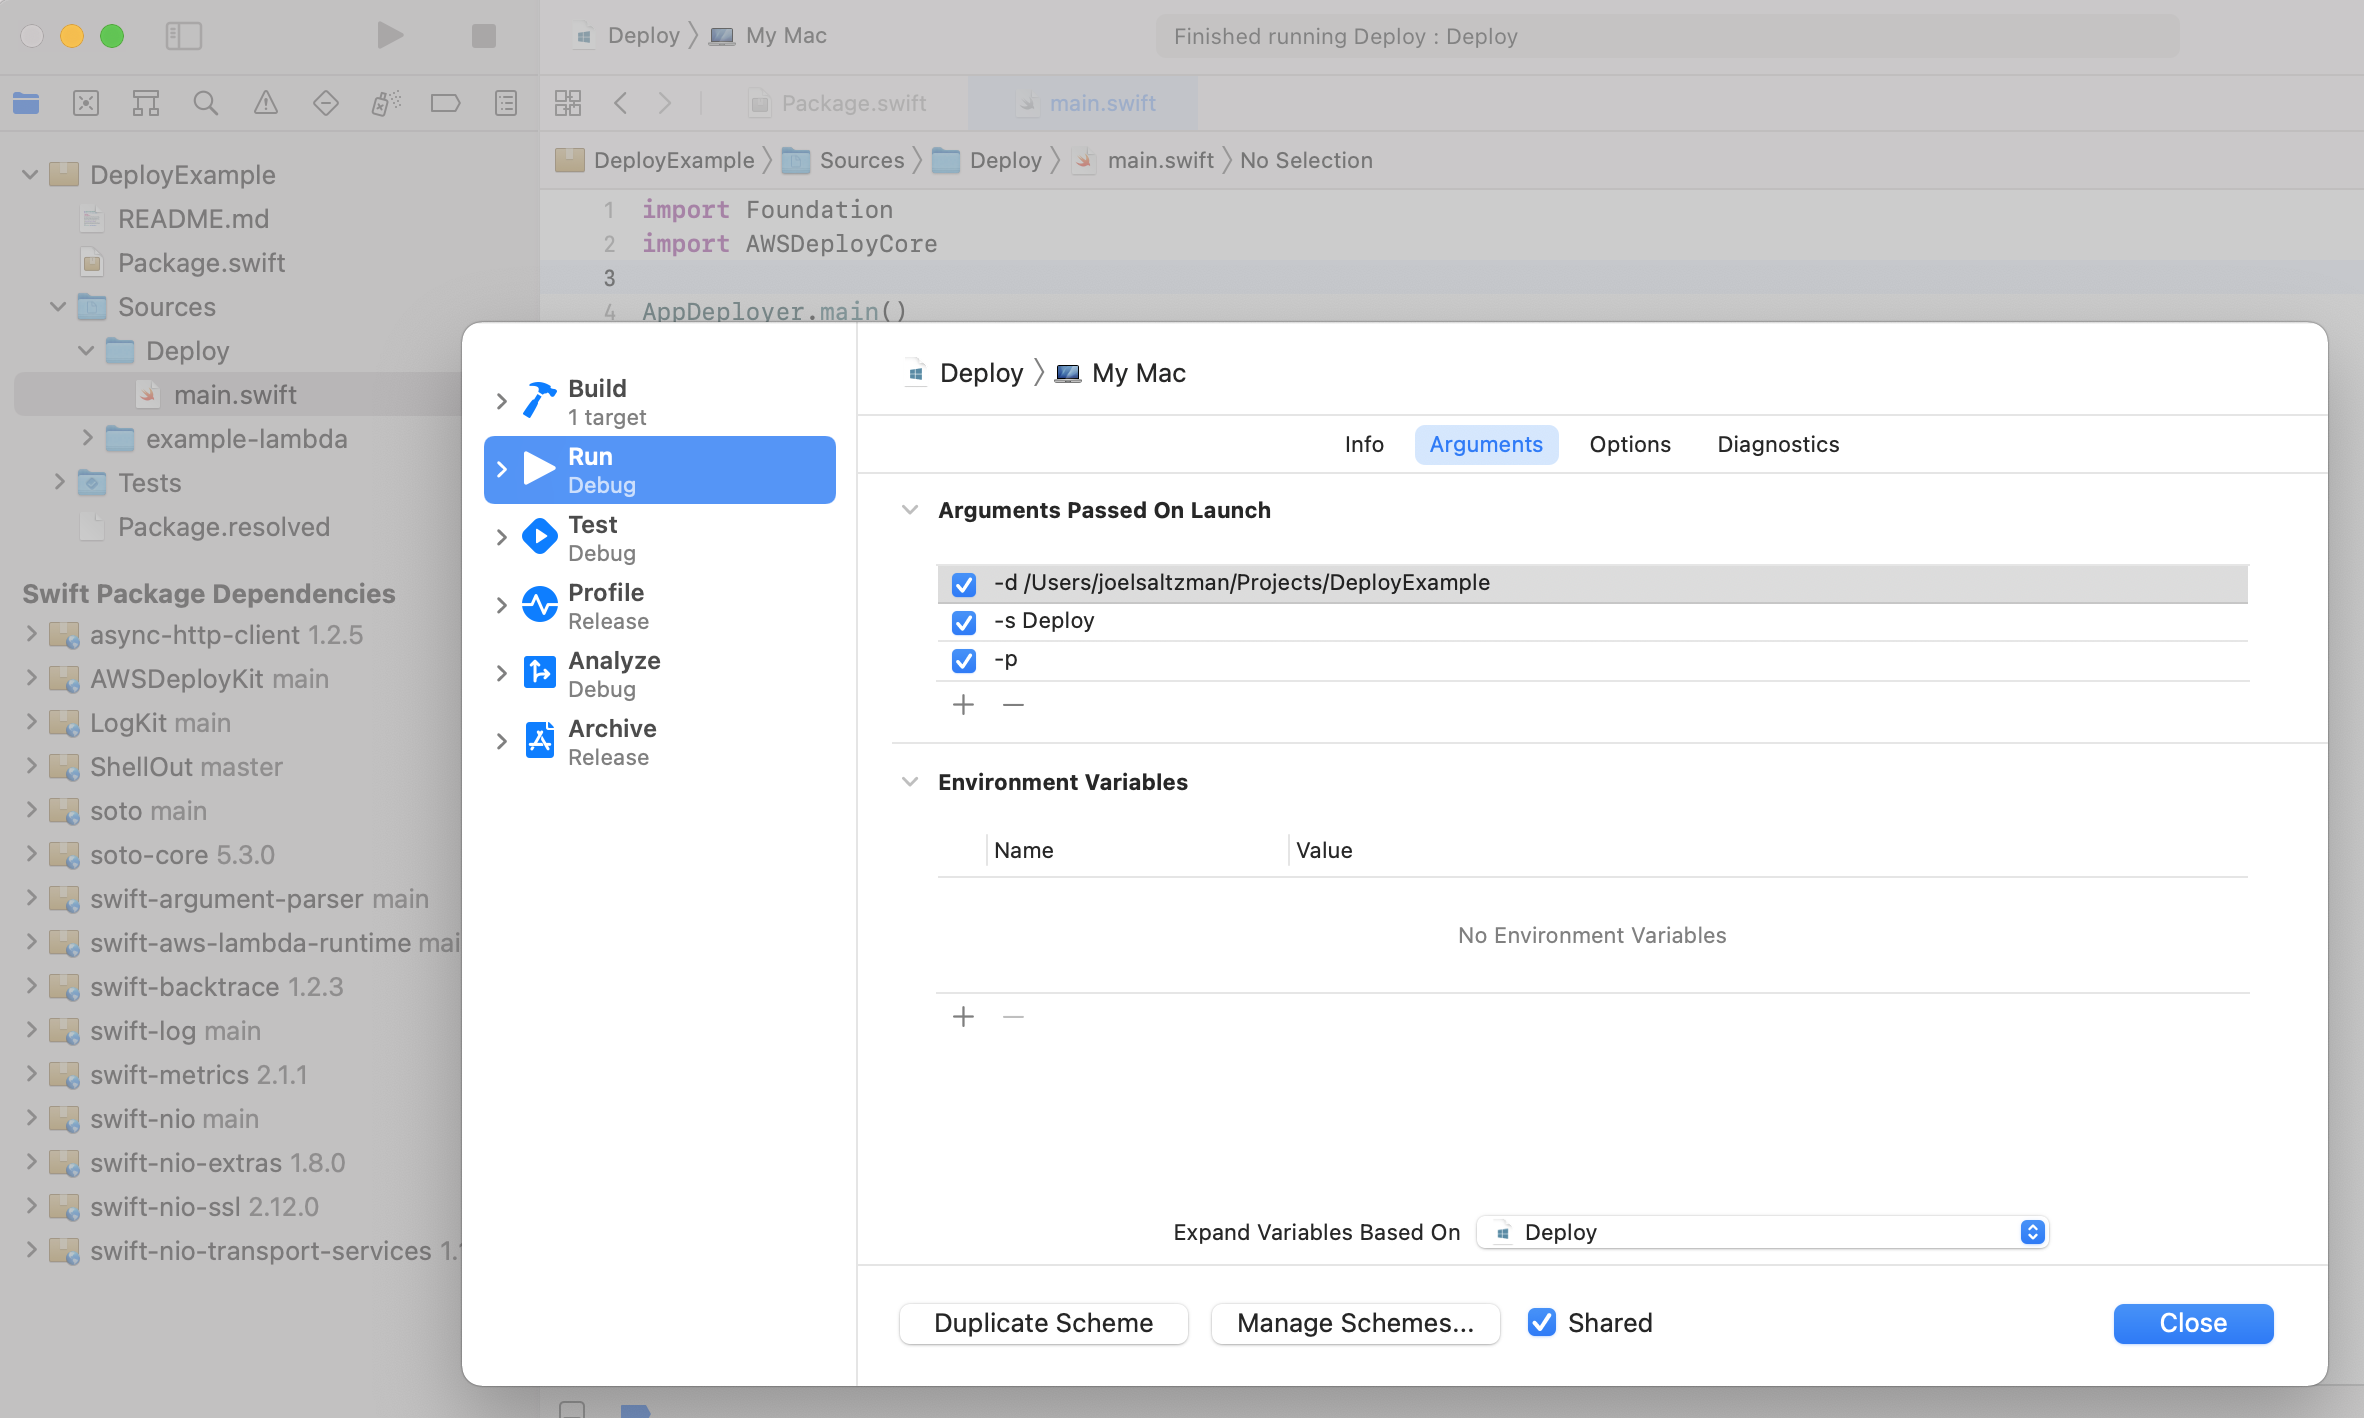 Deploy
My Mac
Finished running Deploy : Deploy
Package.swift
main.swift
DeployExample
Sources
Deploy
main.swift
No Selection
DeployExample
README.md
Package.swift
Sources
Deploy
main.swift
example-lambda
Tests
Package.resolved
Swift Package Dependencies
async-http-client 1.2.5
AWSDeployKit main
LogKit main
ShellOut master
soto main
soto-core 5.3.0
swift-argument-parser main
swift-aws-lambda-runtime mai
swift-backtrace 1.2.3
swift-log main
swift-metrics 2.1.1
swift-nio main
swift-nio-extras 1.8.0
swift-nio-ssl 2.12.0
swift-nio-transport-services 1.
1 import Foundation
2 import AWSDeployCore
3
4 AppDeployer.main()
Build
1 target
Run
Debug
Test
Debug
Profile
Release
Analyze
Debug
Archive
Release
Deploy
My Mac
Info
Arguments
Options
Diagnostics
Arguments Passed On Launch
-d /Users/joelsaltzman/Projects/DeployExample
-s Deploy
-p
Environment Variables
Name
Value
No Environment Variables
Expand Variables Based On
Deploy
Duplicate Scheme
Manage Schemes...
Shared
Close